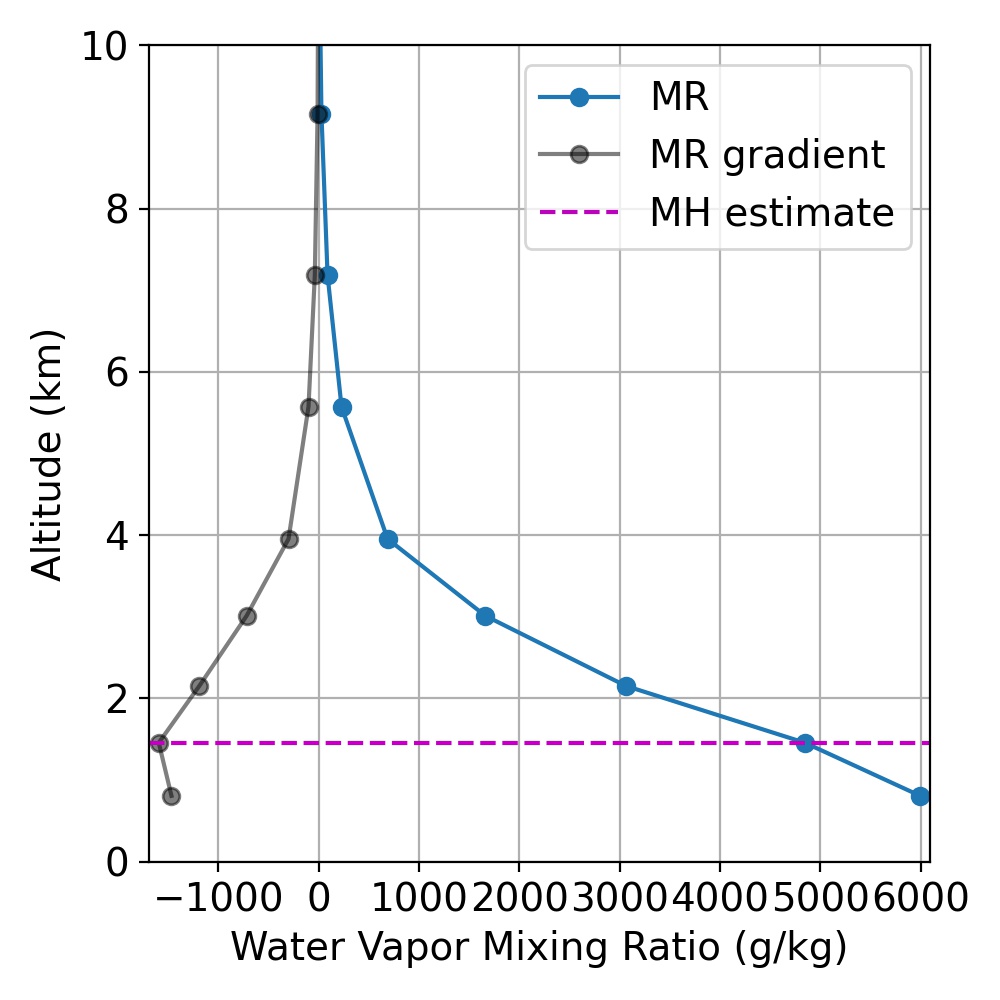 10
8
6
4
2
0
Altitude (km)
MR
MR gradient
MH estimate
−1000 0 1000 2000 3000 4000 5000 6000
Water Vapor Mixing Ratio (g/kg)